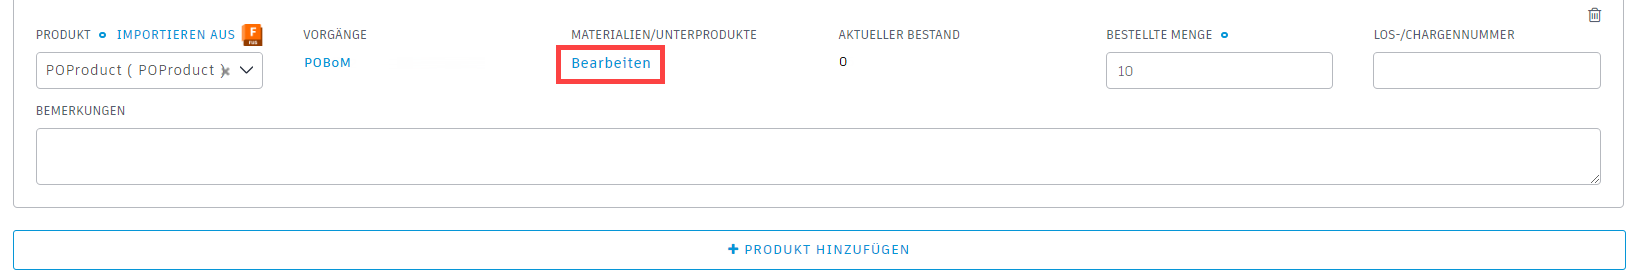 PRODUKT IMPORTIEREN AUS F FUS VORGÄNGE MATERIALIEN/UNTERPRODUKTE AKTUELLER BESTAND BESTELLTE MENGE LOS-/CHARGENNUMMER
POProduct ( POProduct ) POBoM Bearbeiten 0 10
BEMERKUNGEN
+ PRODUKT HINZUFÜGEN